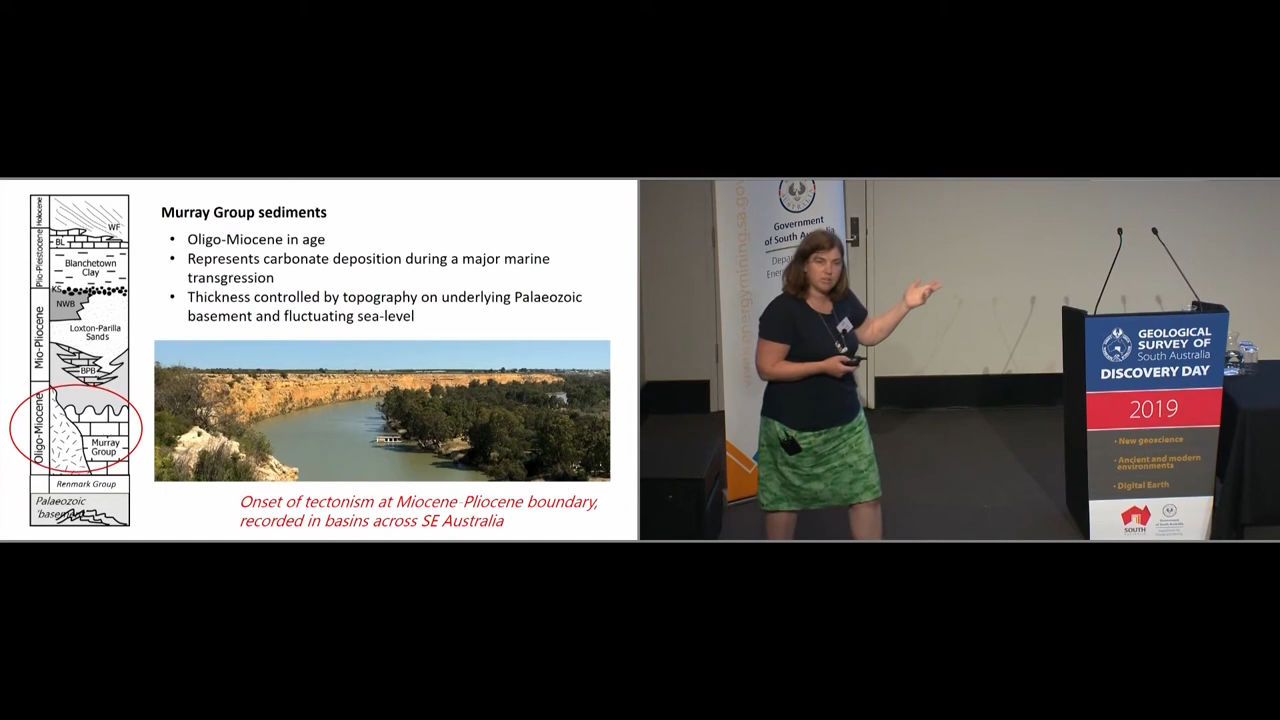 Holocene
Plio-Pleistocene
Mio-Pliocene
Oligo-Miocene
WF
BL
Blanchetown
Clay
KS
NWB
Loxton-Parilla
Sands
BPB
Murray
Group
Renmark Group
Palaeozoic
Murray Group sediments
• Oligo-Miocene in age
• Represents carbonate deposition during a major marine
transgression
• Thickness controlled by topography on underlying Palaeozoic
basement and fluctuating sea-level
Onset of tectonism at Miocene-Pliocene boundary,
recorded in basins across SE Australia
Government
of South
GEOLOGICAL
SURVEY OF
South Australia
DISCOVERY DAY
2019
• New geoscience
• Ancient and modern
environments
• Digital Earth
SOUTH